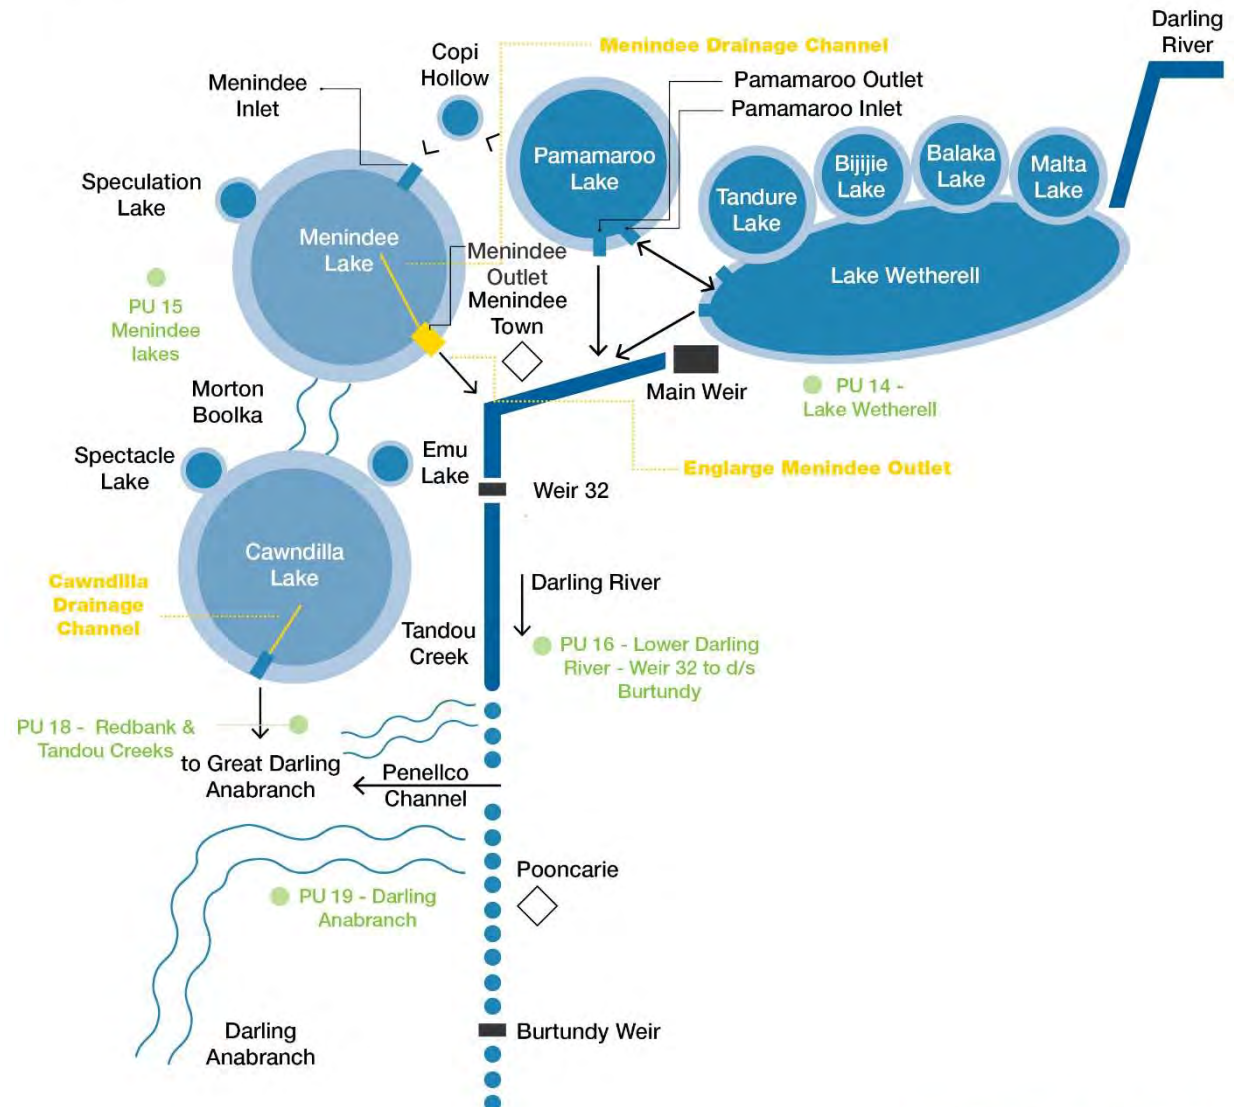 Darling
River
Menindee Drainage Channel
Copi
Hollow
Menindee
Inlet
Pamamaroo Outlet
Pamamaroo Inlet
Pamamaroo
Lake
Tandure
Lake
Bijijie
Lake
Balaka
Lake
Malta
Lake
Speculation
Lake
Menindee
Lake
Menindee
Outlet
Menindee
Town
Lake Wetherell
PU 15
Menindee
lakes
Main Weir
PU 14 -
Lake Wetherell
Morton
Boolka
Spectacle
Lake
Emu
Lake
Englarge Menindee Outlet
Weir 32
Cawndilla
Lake
Cawndilla
Drainage
Channel
Darling River
Tandou
Creek
PU 16 - Lower Darling
River - Weir 32 to d/s
Burtundy
PU 18 - Redbank &
Tandou Creeks
to Great Darling
Anabranch
Penellco
Channel
Pooncarie
PU 19 - Darling
Anabranch
Darling
Anabranch
Burtundy Weir